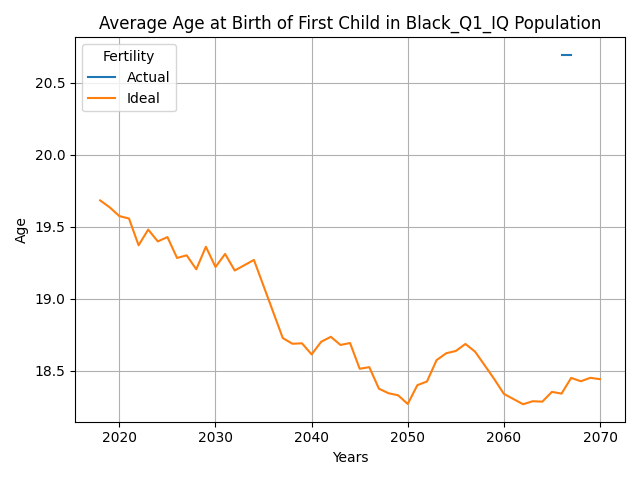 Average Age at Birth of First Child in Black_Q1_IQ Population
Fertility
Actual
Ideal
Age
20.5
20.0
19.5
19.0
18.5
2020 2030 2040 2050 2060 2070
Years